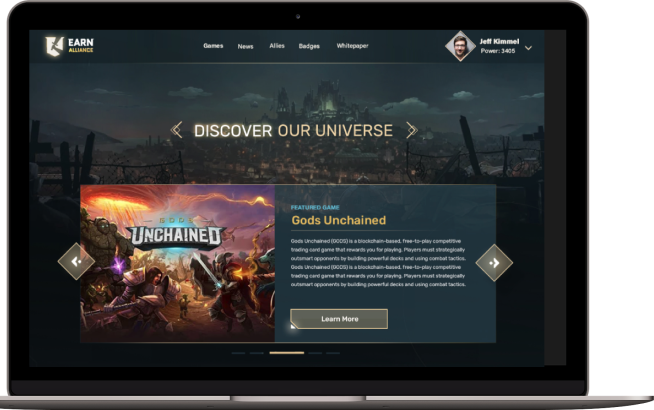 EARN
ALLIANCE
Games
News
Allies
Badges
Whitepaper
Jeff Kimmel
Power: 3405
DISCOVER OUR UNIVERSE
GODS
UNCHAINED
FEATURED GAME
Gods Unchained
Gods Unchained (GODS) is a blockchain-based, free-to-play competitive
trading card game that rewards you for playing. Players must strategically
outsmart opponents by building powerful decks and using combat tactics.
Gods Unchained (GODS) is a blockchain-based, free-to-play competitive
trading card game that rewards you for playing. Players must strategically
outsmart opponents by building powerful decks and using combat tactics.
Learn More